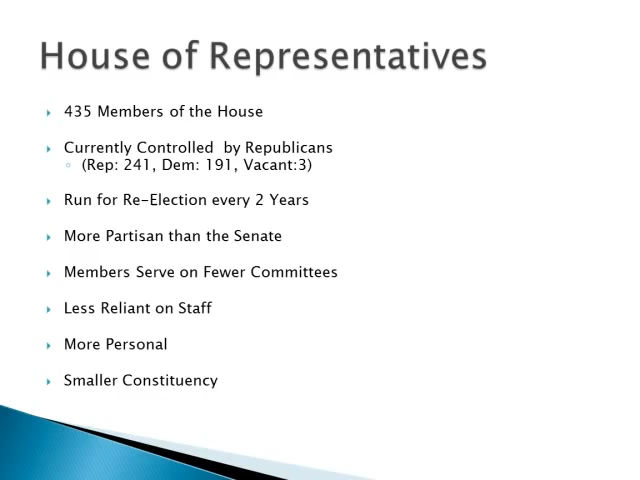 House of Representatives
435 Members of the House
Currently Controlled  by Republicans
(Rep: 241, Dem: 191, Vacant:3)
Run for Re-Election every 2 Years
More Partisan than the Senate
Members Serve on Fewer Committees
Less Reliant on Staff
More Personal
Smaller Constituency